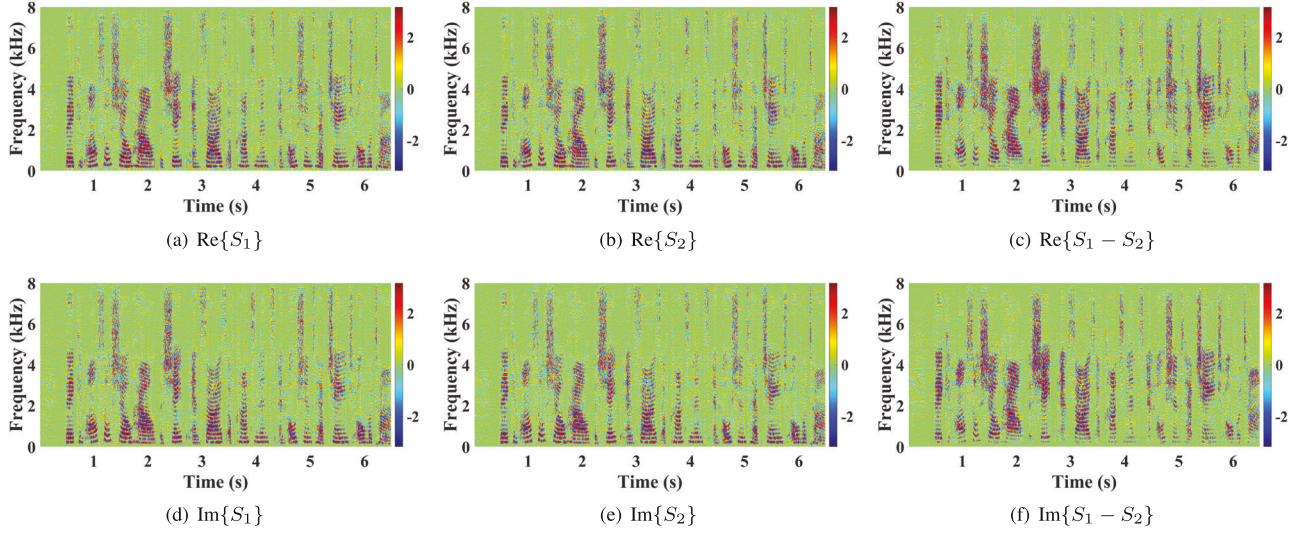 Frequency (kHz)
8
6
4
2
0
1 2 3 4 5 6
Time (s)
2
0
-2
(a) Re{S₁}
Frequency (kHz)
8
6
4
2
0
1 2 3 4 5 6
Time (s)
2
0
-2
(b) Re{S₂}
Frequency (kHz)
8
6
4
2
0
1 2 3 4 5 6
Time (s)
2
0
-2
(c) Re{S₁ − S₂}
Frequency (kHz)
8
6
4
2
0
1 2 3 4 5 6
Time (s)
2
0
-2
(d) Im{S₁}
Frequency (kHz)
8
6
4
2
0
1 2 3 4 5 6
Time (s)
2
0
-2
(e) Im{S₂}
Frequency (kHz)
8
6
4
2
0
1 2 3 4 5 6
Time (s)
2
0
-2
(f) Im{S₁ − S₂}